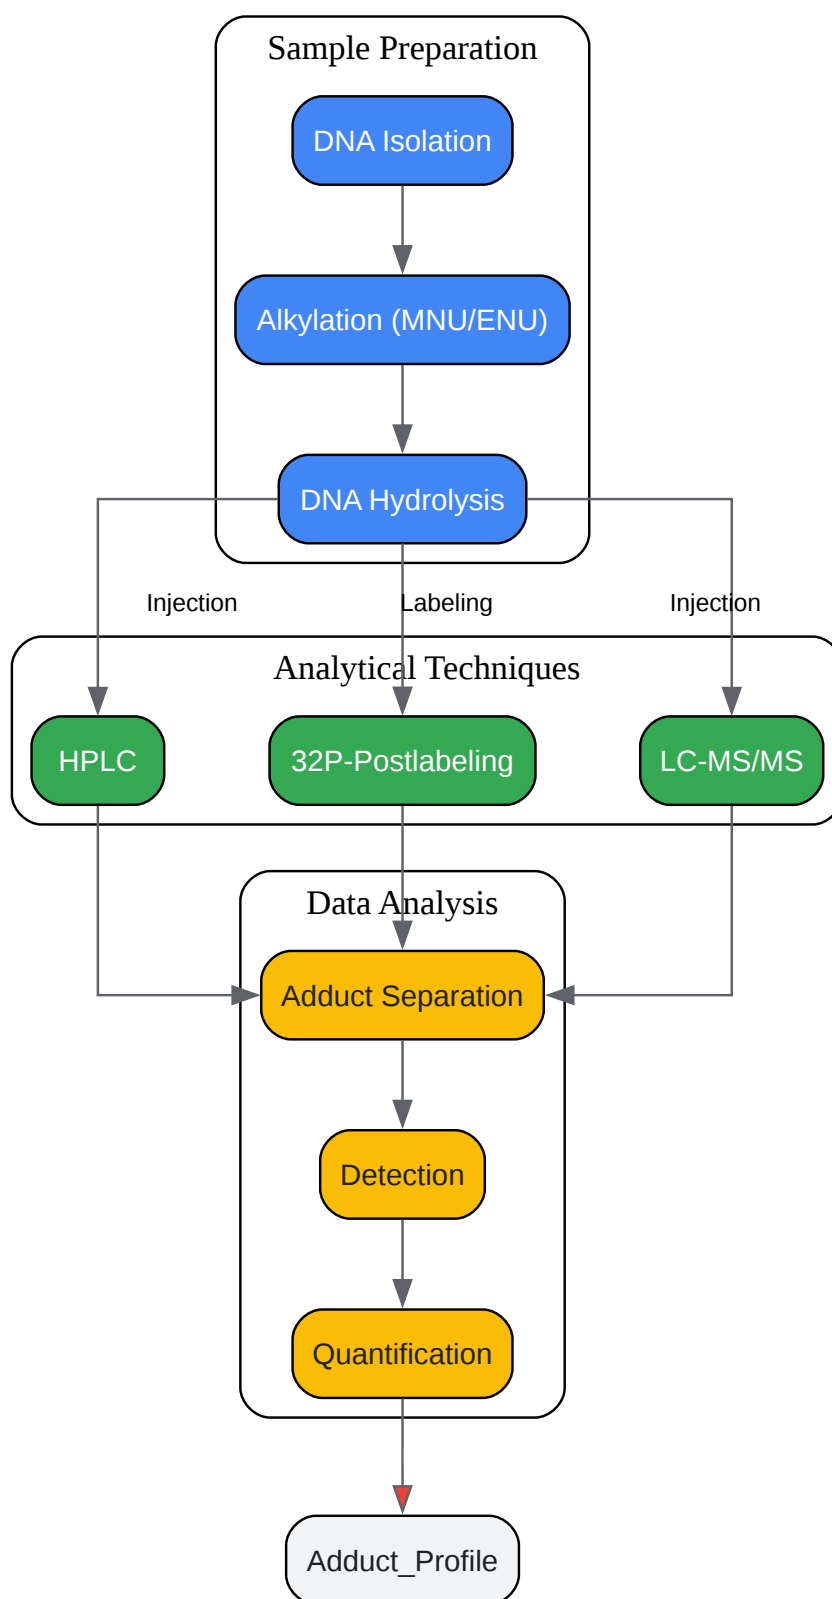 Sample Preparation
DNA Isolation
Alkylation (MNU/ENU)
DNA Hydrolysis
Injection
Labeling
Injection
Analytical Techniques
HPLC
32P-Postlabeling
LC-MS/MS
Data Analysis
Adduct Separation
Detection
Quantification
Adduct_Profile